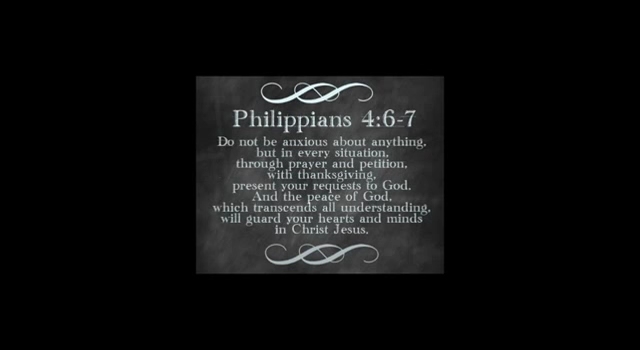 Philippians 4:6-7
Do not be anxious about anything,
but in every situation,
through prayer and petition,
with thanksgiving,
present your requests to God.
And the peace of God,
which transcends all understanding,
will guard your hearts and minds
in Christ Jesus.